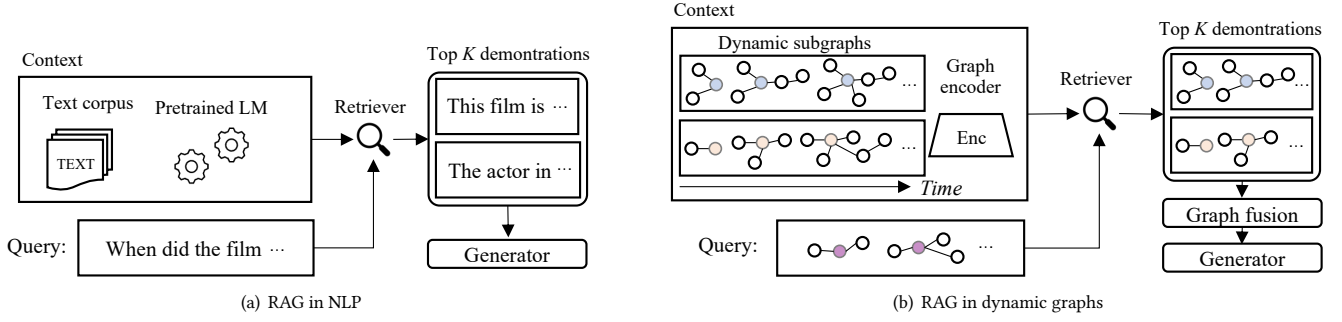 Context
Text corpus
Pretrained LM
TEXT
Retriever
Top K demontrations
This film is ...
The actor in ...
Query:
When did the film ...
Generator
(a) RAG in NLP
Context
Dynamic subgraphs
...
...
Graph
encoder
Enc
Time
Retriever
Top K demontrations
...
...
Query:
...
Graph fusion
Generator
(b) RAG in dynamic graphs